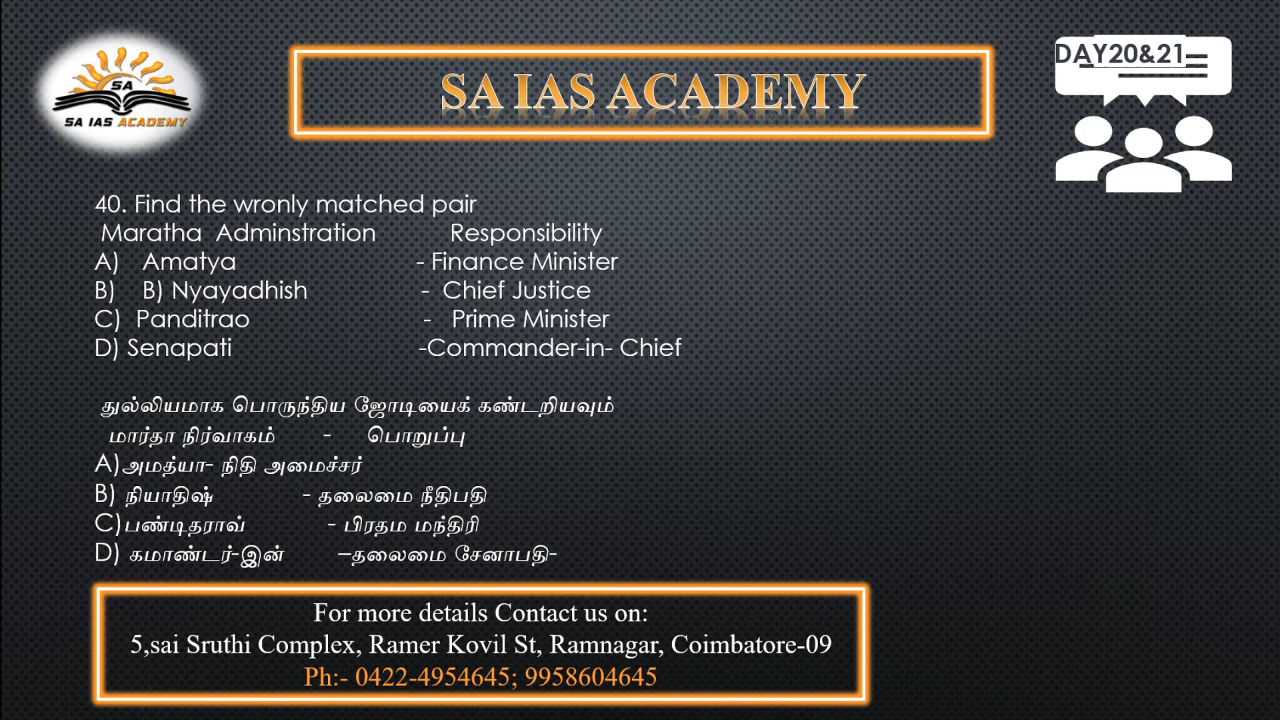 SA
SA IAS ACADEMY
SA IAS ACADEMY
DAY20&21
40. Find the wronly matched pair
Maratha Adminstration Responsibility
A) Amatya - Finance Minister
B) B) Nyayadhish - Chief Justice
C) Panditrao - Prime Minister
D) Senapati -Commander-in- Chief
துல்லியமாக பொருந்திய ஜோடியைக் கண்டறியவும்
மார்தா நிர்வாகம் - பொறுப்பு
A)அமத்யா- நிதி அமைச்சர்
B) நியாதிஷ் - தலைமை நீதிபதி
C)பண்டிதராவ் - பிரதம மந்திரி
D) கமாண்டர்-இன் –தலைமை சேனாபதி-
For more details Contact us on:
5,sai Sruthi Complex, Ramer Kovil St, Ramnagar, Coimbatore-09
Ph:- 0422-4954645; 9958604645